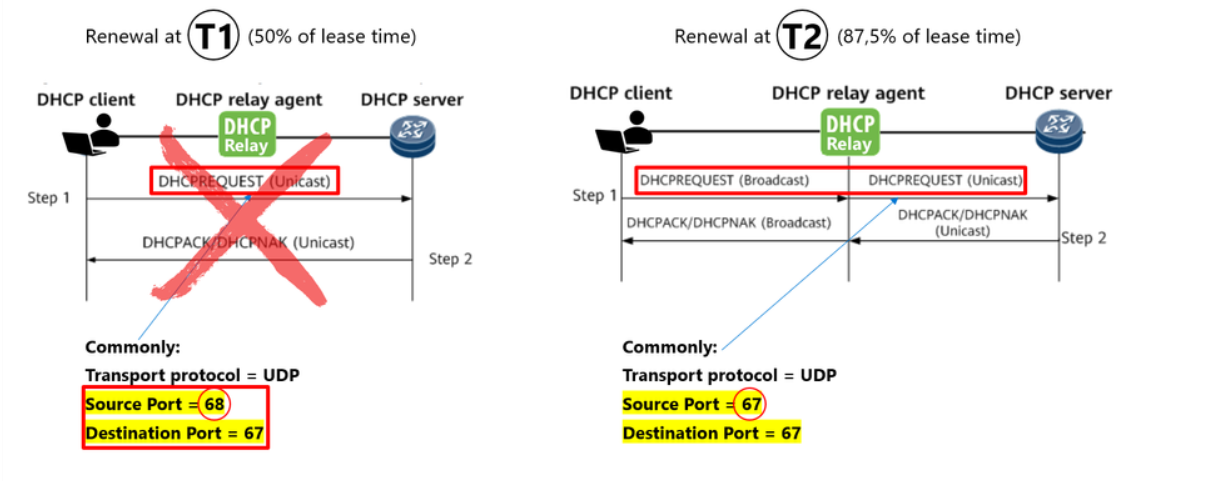 Renewal at T1 (50% of lease time)
DHCP client DHCP relay agent DHCP server
DHCP
Relay
DHCPREQUEST (Unicast)
Step 1
DHCPACK/DHCPNAK (Unicast)
Step 2
Commonly:
Transport protocol = UDP
Source Port = 68
Destination Port = 67
Renewal at T2 (87,5% of lease time)
DHCP client DHCP relay agent DHCP server
DHCP
Relay
DHCPREQUEST (Broadcast) DHCPREQUEST (Unicast)
Step 1
DHCPACK/DHCPNAK (Broadcast)
DHCPACK/DHCPNAK
(Unicast)
Step 2
Commonly:
Transport protocol = UDP
Source Port = 67
Destination Port = 67